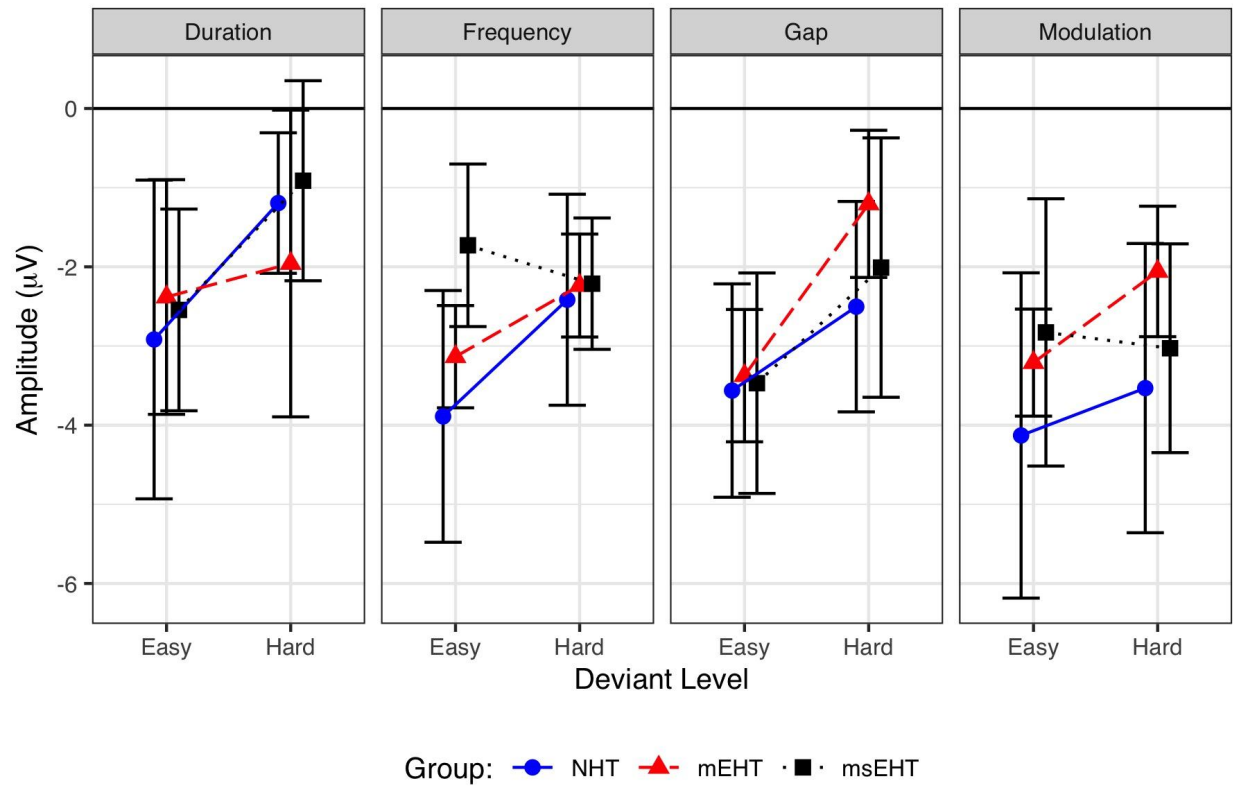 Duration Frequency Gap Modulation
0
-2
-4
-6
Amplitude (μV)
Easy Hard Easy Hard Easy Hard Easy Hard
Deviant Level
Group: NHT mEHT msEHT